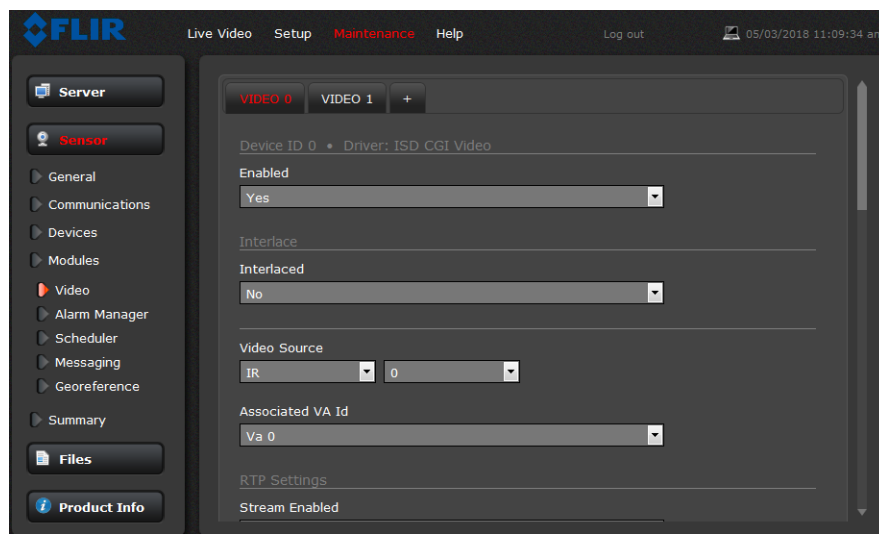 FLIR
Live Video Setup Maintenance Help Log out 05/03/2018 11:09:34 am
Server
Sensor
General
Communications
Devices
Modules
Video
Alarm Manager
Scheduler
Messaging
Georeference
Summary
Files
Product Info
VIDEO 0 VIDEO 1 +
Device ID 0 • Driver: ISD CGI Video
Enabled
Yes
Interlace
Interlaced
No
Video Source
IR 0
Associated VA Id
Va 0
RTP Settings
Stream Enabled